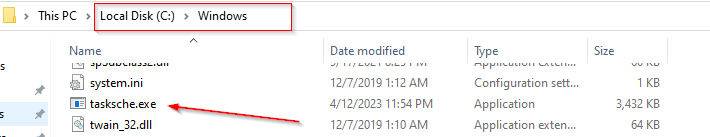 This PC > Local Disk (C:) > Windows
Name Date modified Type Size
system.ini 12/7/2019 1:12 AM Configuration sett... 1 KB
tasksche.exe 4/12/2023 11:54 PM Application 3,432 KB
twain_32.dll 12/7/2019 1:10 AM Application exten... 64 KB